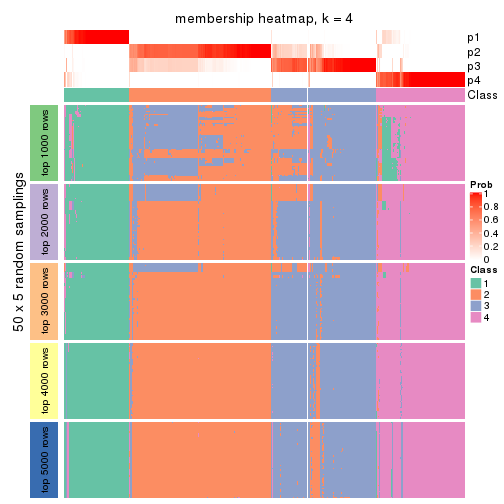 membership heatmap, k = 4
p1
p2
p3
p4
Class
50 x 5 random samplings
top 1000 rows
top 2000 rows
top 3000 rows
top 4000 rows
top 5000 rows
Prob
1
0.8
0.6
0.4
0.2
0
Class
1
2
3
4